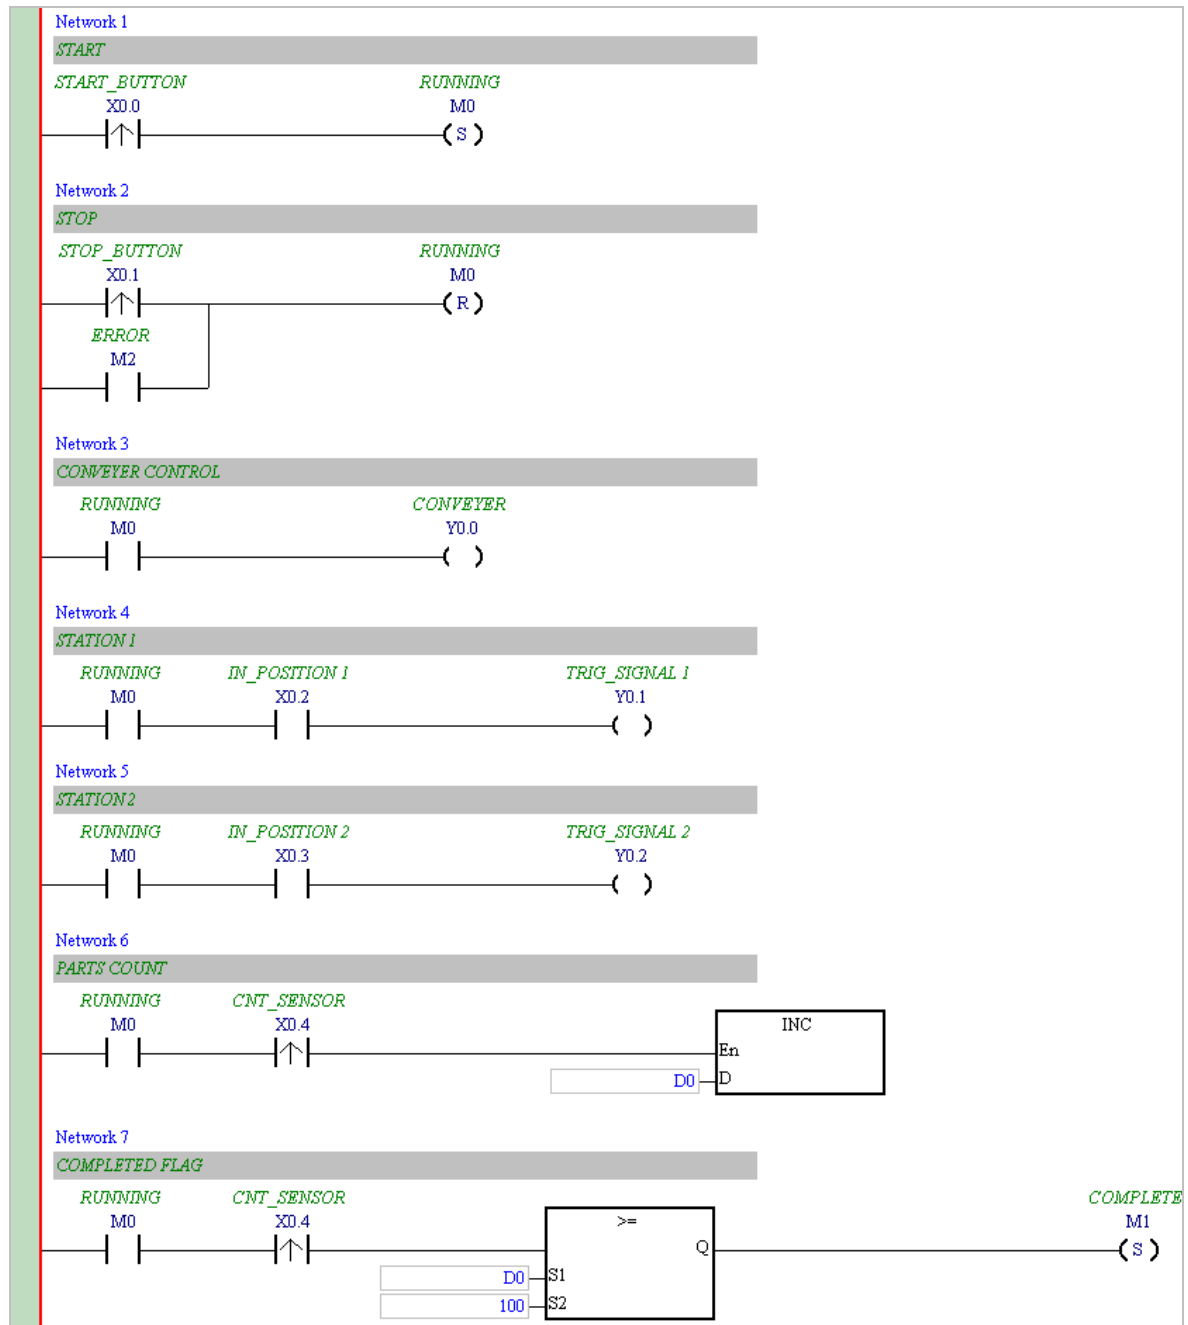 Network 1
START
START_BUTTON RUNNING
X0.0 M0
S
Network 2
STOP
STOP_BUTTON RUNNING
X0.1 M0
R
ERROR
M2
Network 3
CONVEYER CONTROL
RUNNING CONVEYER
M0 Y0.0
Network 4
STATION 1
RUNNING IN_POSITION 1 TRIG_SIGNAL 1
M0 X0.2 Y0.1
Network 5
STATION 2
RUNNING IN_POSITION 2 TRIG_SIGNAL 2
M0 X0.3 Y0.2
Network 6
PARTS COUNT
RUNNING CNT_SENSOR
M0 X0.4 INC
En
D0 D
Network 7
COMPLETED FLAG
RUNNING CNT_SENSOR COMPLETE
M0 X0.4 >= M1
Q S
D0 S1
100 S2